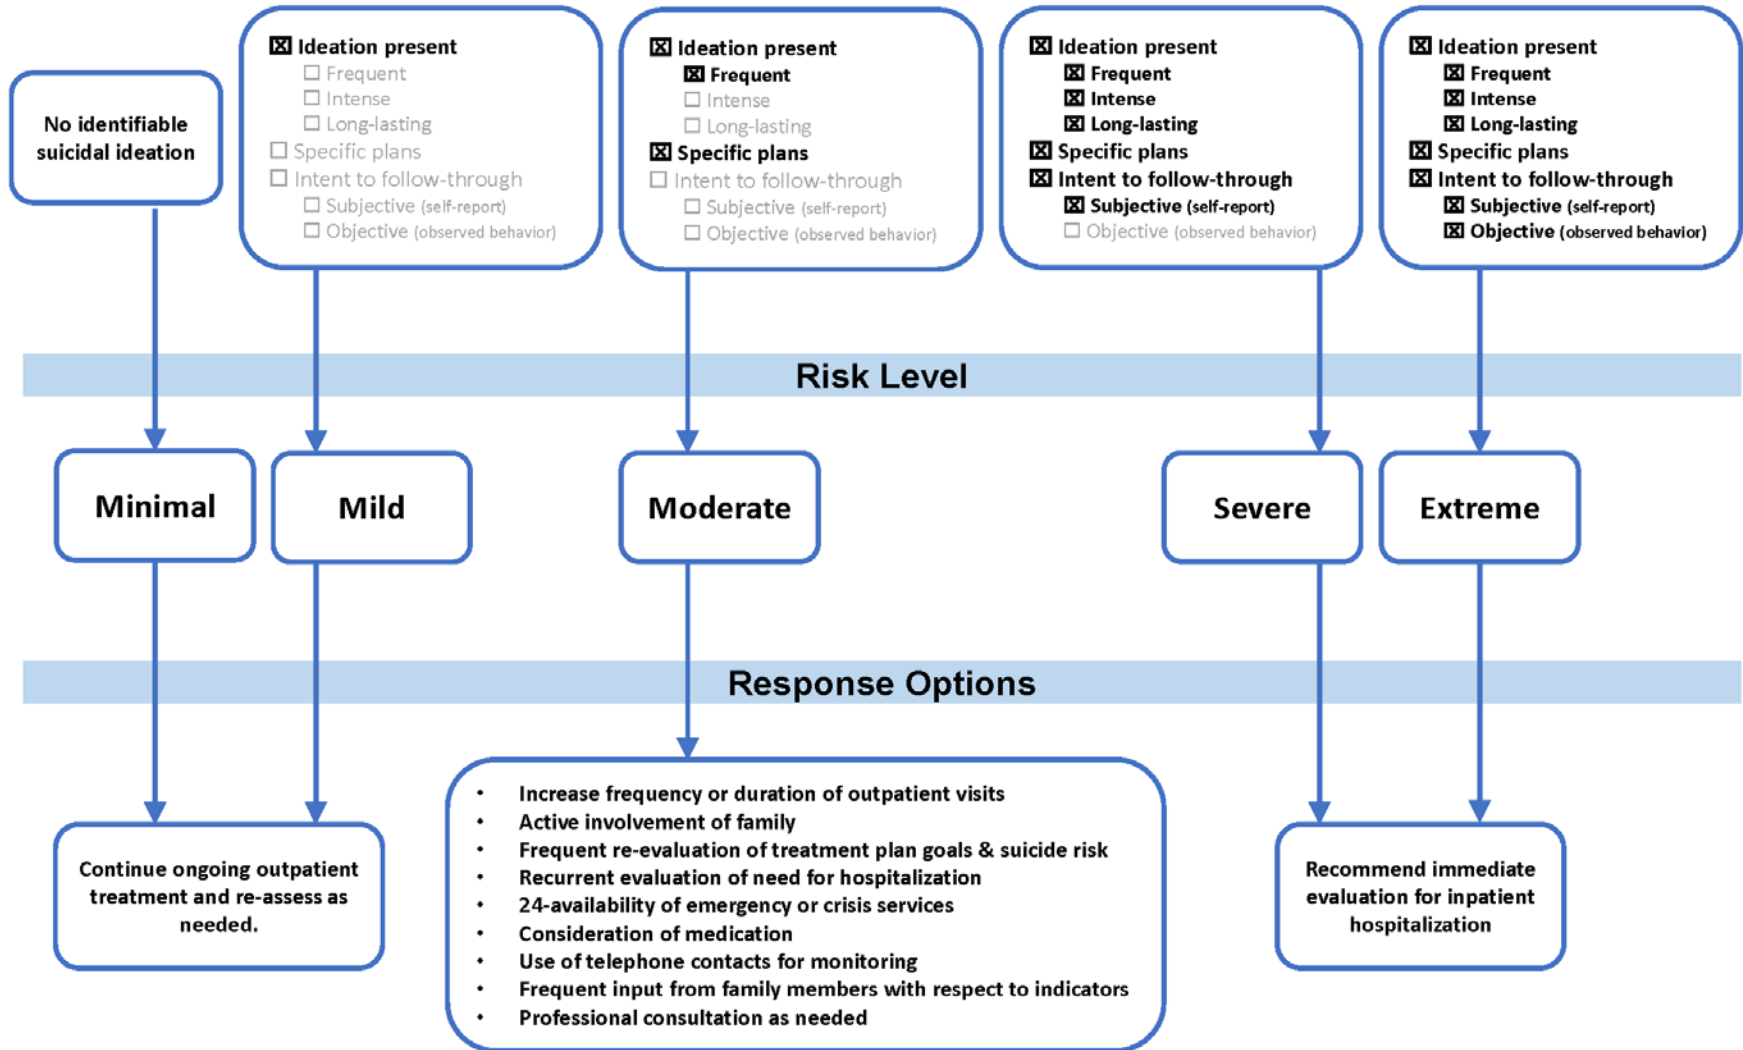 No identifiable
suicidal ideation
☒ Ideation present
☐ Frequent
☐ Intense
☐ Long-lasting
☐ Specific plans
☐ Intent to follow-through
☐ Subjective (self-report)
☐ Objective (observed behavior)
☒ Ideation present
☒ Frequent
☐ Intense
☐ Long-lasting
☒ Specific plans
☐ Intent to follow-through
☐ Subjective (self-report)
☐ Objective (observed behavior)
☒ Ideation present
☒ Frequent
☒ Intense
☒ Long-lasting
☒ Specific plans
☒ Intent to follow-through
☒ Subjective (self-report)
☐ Objective (observed behavior)
☒ Ideation present
☒ Frequent
☒ Intense
☒ Long-lasting
☒ Specific plans
☒ Intent to follow-through
☒ Subjective (self-report)
☒ Objective (observed behavior)
Risk Level
Minimal
Mild
Moderate
Severe
Extreme
Response Options
Continue ongoing outpatient
treatment and re-assess as
needed.
• Increase frequency or duration of outpatient visits
• Active involvement of family
• Frequent re-evaluation of treatment plan goals & suicide risk
• Recurrent evaluation of need for hospitalization
• 24-availability of emergency or crisis services
• Consideration of medication
• Use of telephone contacts for monitoring
• Frequent input from family members with respect to indicators
• Professional consultation as needed
Recommend immediate
evaluation for inpatient
hospitalization